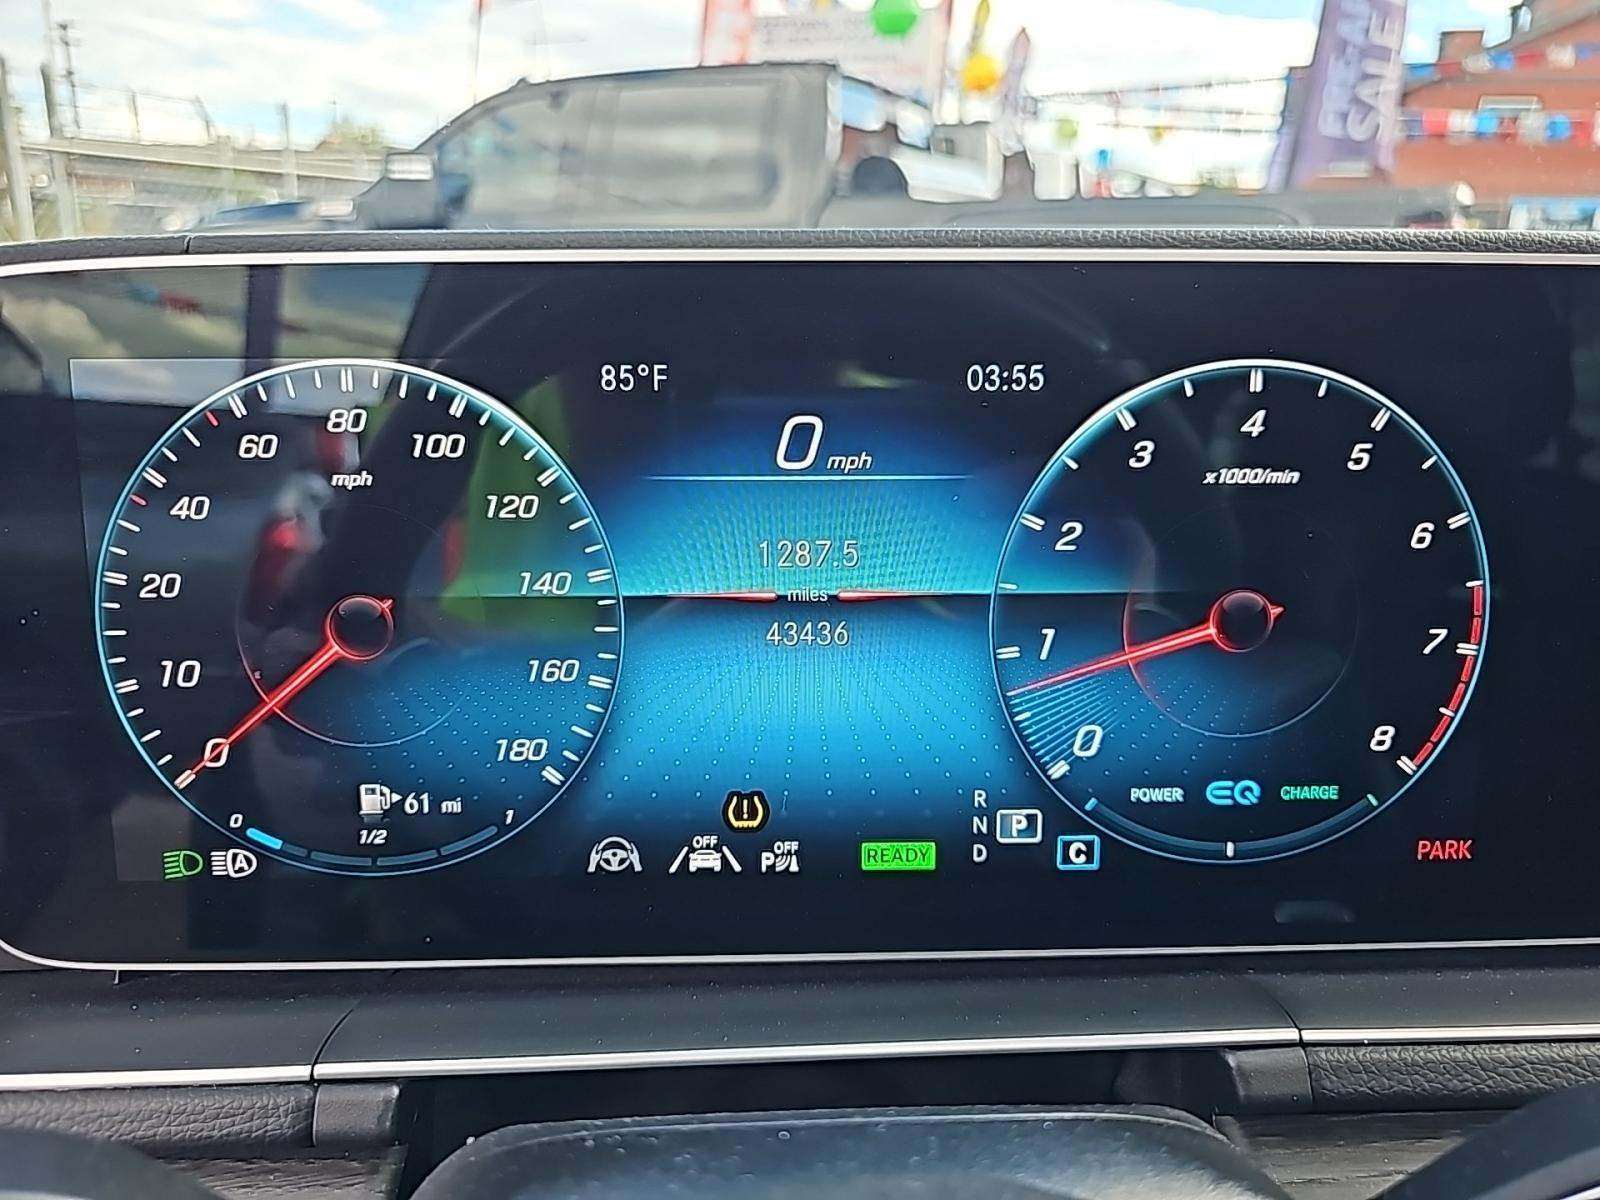 SALE
85°F
03:55
0 mph
1287.5
miles
43436
0
10
20
40
60
80
100
120
140
160
180
mph
61 mi
0
1/2
1
OFF
P OFF
READY
R
N
D
P
C
0
1
2
3
4
5
6
7
8
x1000/min
POWER
EQ
CHARGE
PARK
A